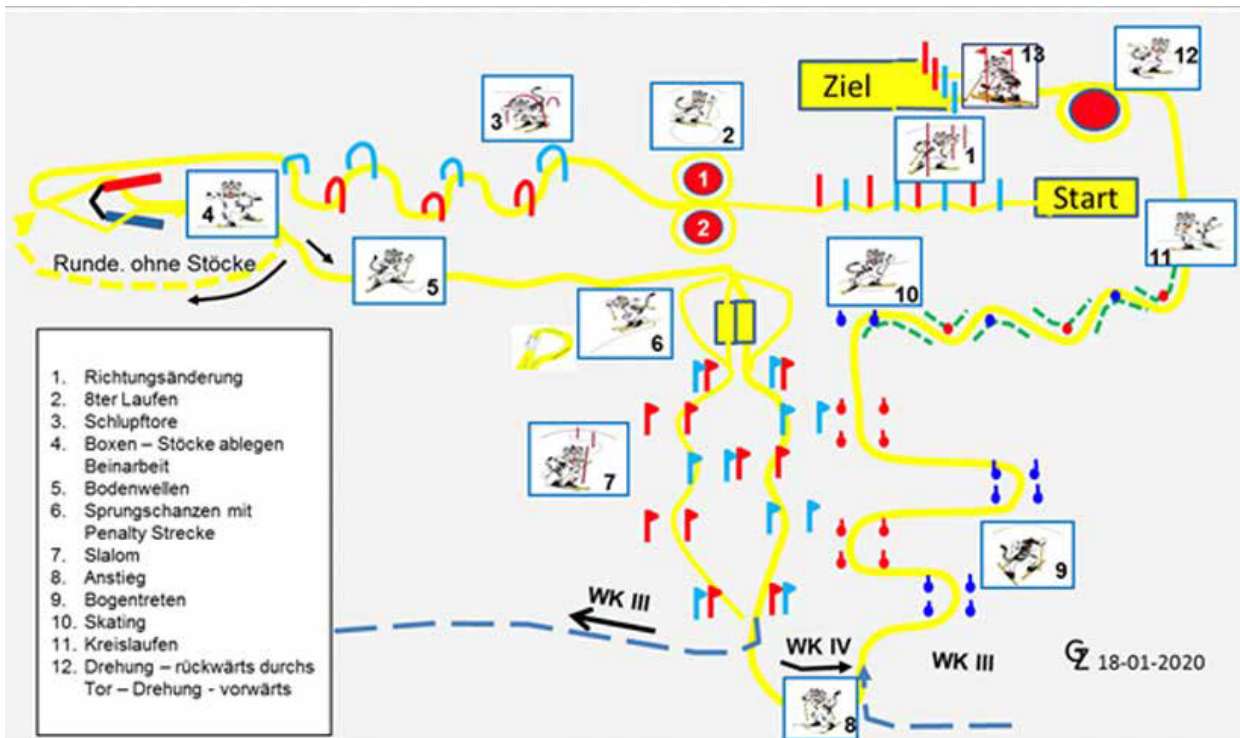 Ziel
13
12
3
2
1
1
Start
4
2
11
Runde. ohne Stöcke
5
10
6
1. Richtungsänderung
2. 8ter Laufen
3. Schlupftore
4. Boxen – Stöcke ablegen
Beinarbeit
5. Bodenwellen
6. Sprungschanzen mit
Penalty Strecke
7. Slalom
8. Anstieg
9. Bogentreten
10. Skating
11. Kreislaufen
12. Drehung – rückwärts durchs
Tor – Drehung - vorwärts
7
9
WK III
WK IV
WK III
GZ 18-01-2020
8